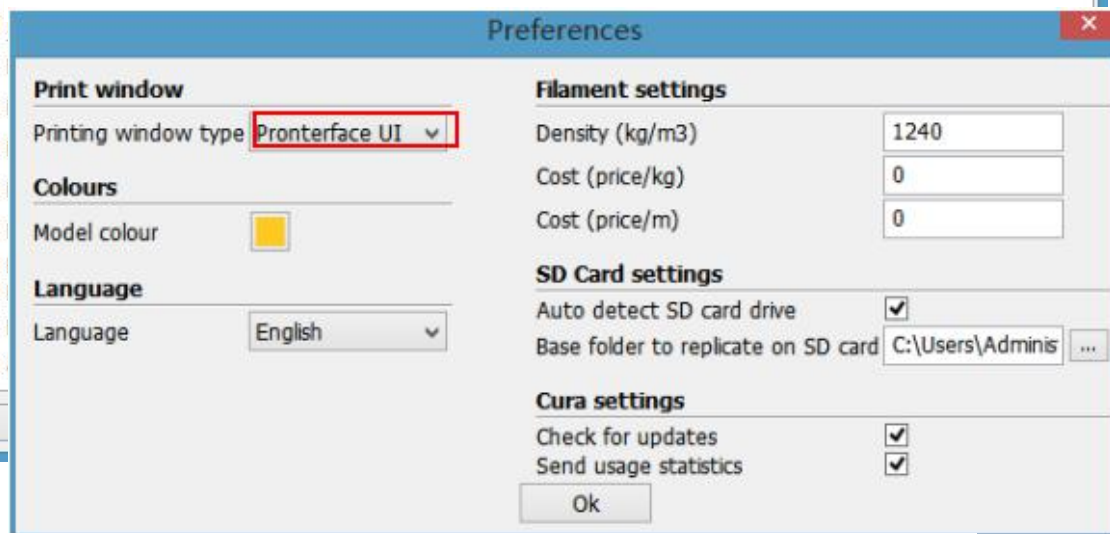 Preferences
Print window
Printing window type Pronterface UI
Colours
Model colour
Language
Language English
Filament settings
Density (kg/m3) 1240
Cost (price/kg) 0
Cost (price/m) 0
SD Card settings
Auto detect SD card drive
Base folder to replicate on SD card C:\Users\Adminis ...
Cura settings
Check for updates
Send usage statistics
Ok